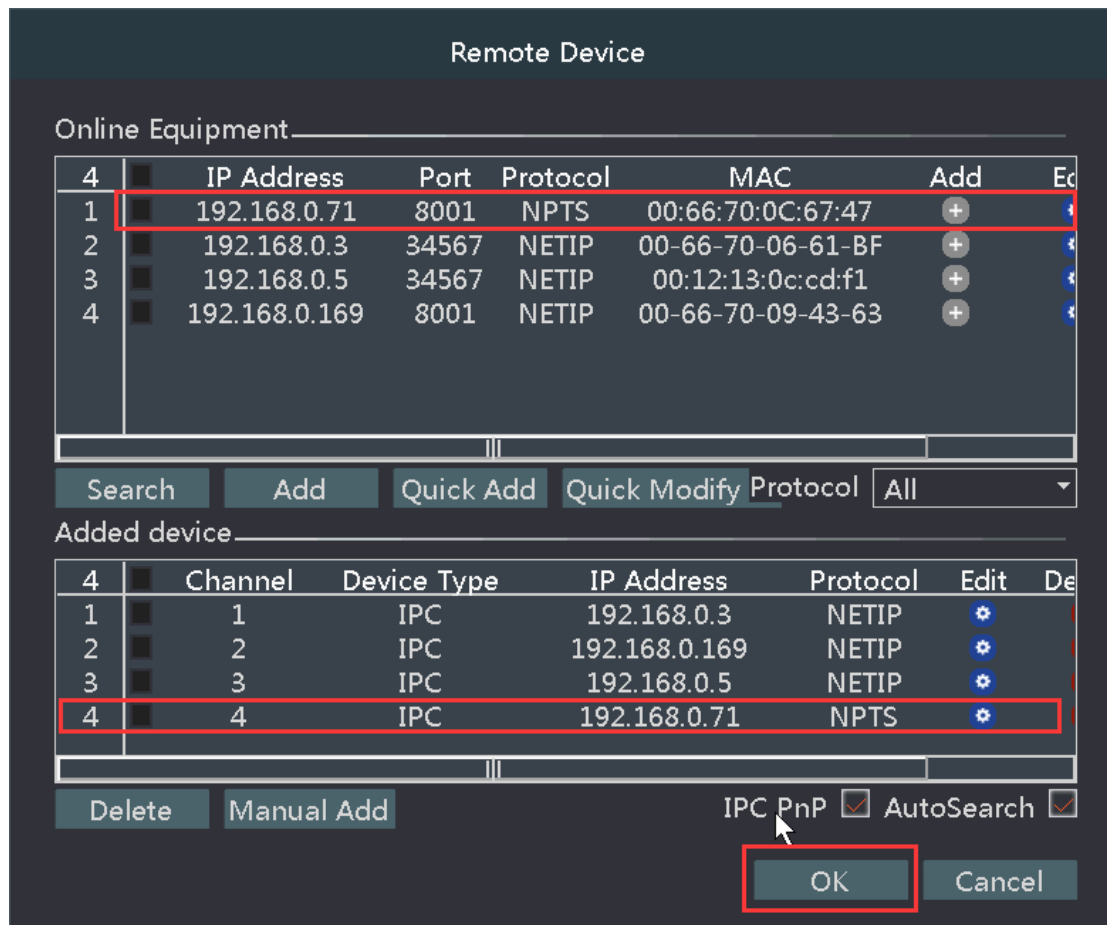 Remote Device
Online Equipment
4 IP Address Port Protocol MAC Add Ed
1 192.168.0.71 8001 NPTS 00:66:70:0C:67:47
2 192.168.0.3 34567 NETIP 00-66-70-06-61-BF
3 192.168.0.5 34567 NETIP 00:12:13:0c:cd:f1
4 192.168.0.169 8001 NETIP 00-66-70-09-43-63
Search Add Quick Add Quick Modify Protocol All
Added device
4 Channel Device Type IP Address Protocol Edit De
1 1 IPC 192.168.0.3 NETIP
2 2 IPC 192.168.0.169 NETIP
3 3 IPC 192.168.0.5 NETIP
4 4 IPC 192.168.0.71 NPTS
Delete Manual Add IPC PnP AutoSearch
OK Cancel